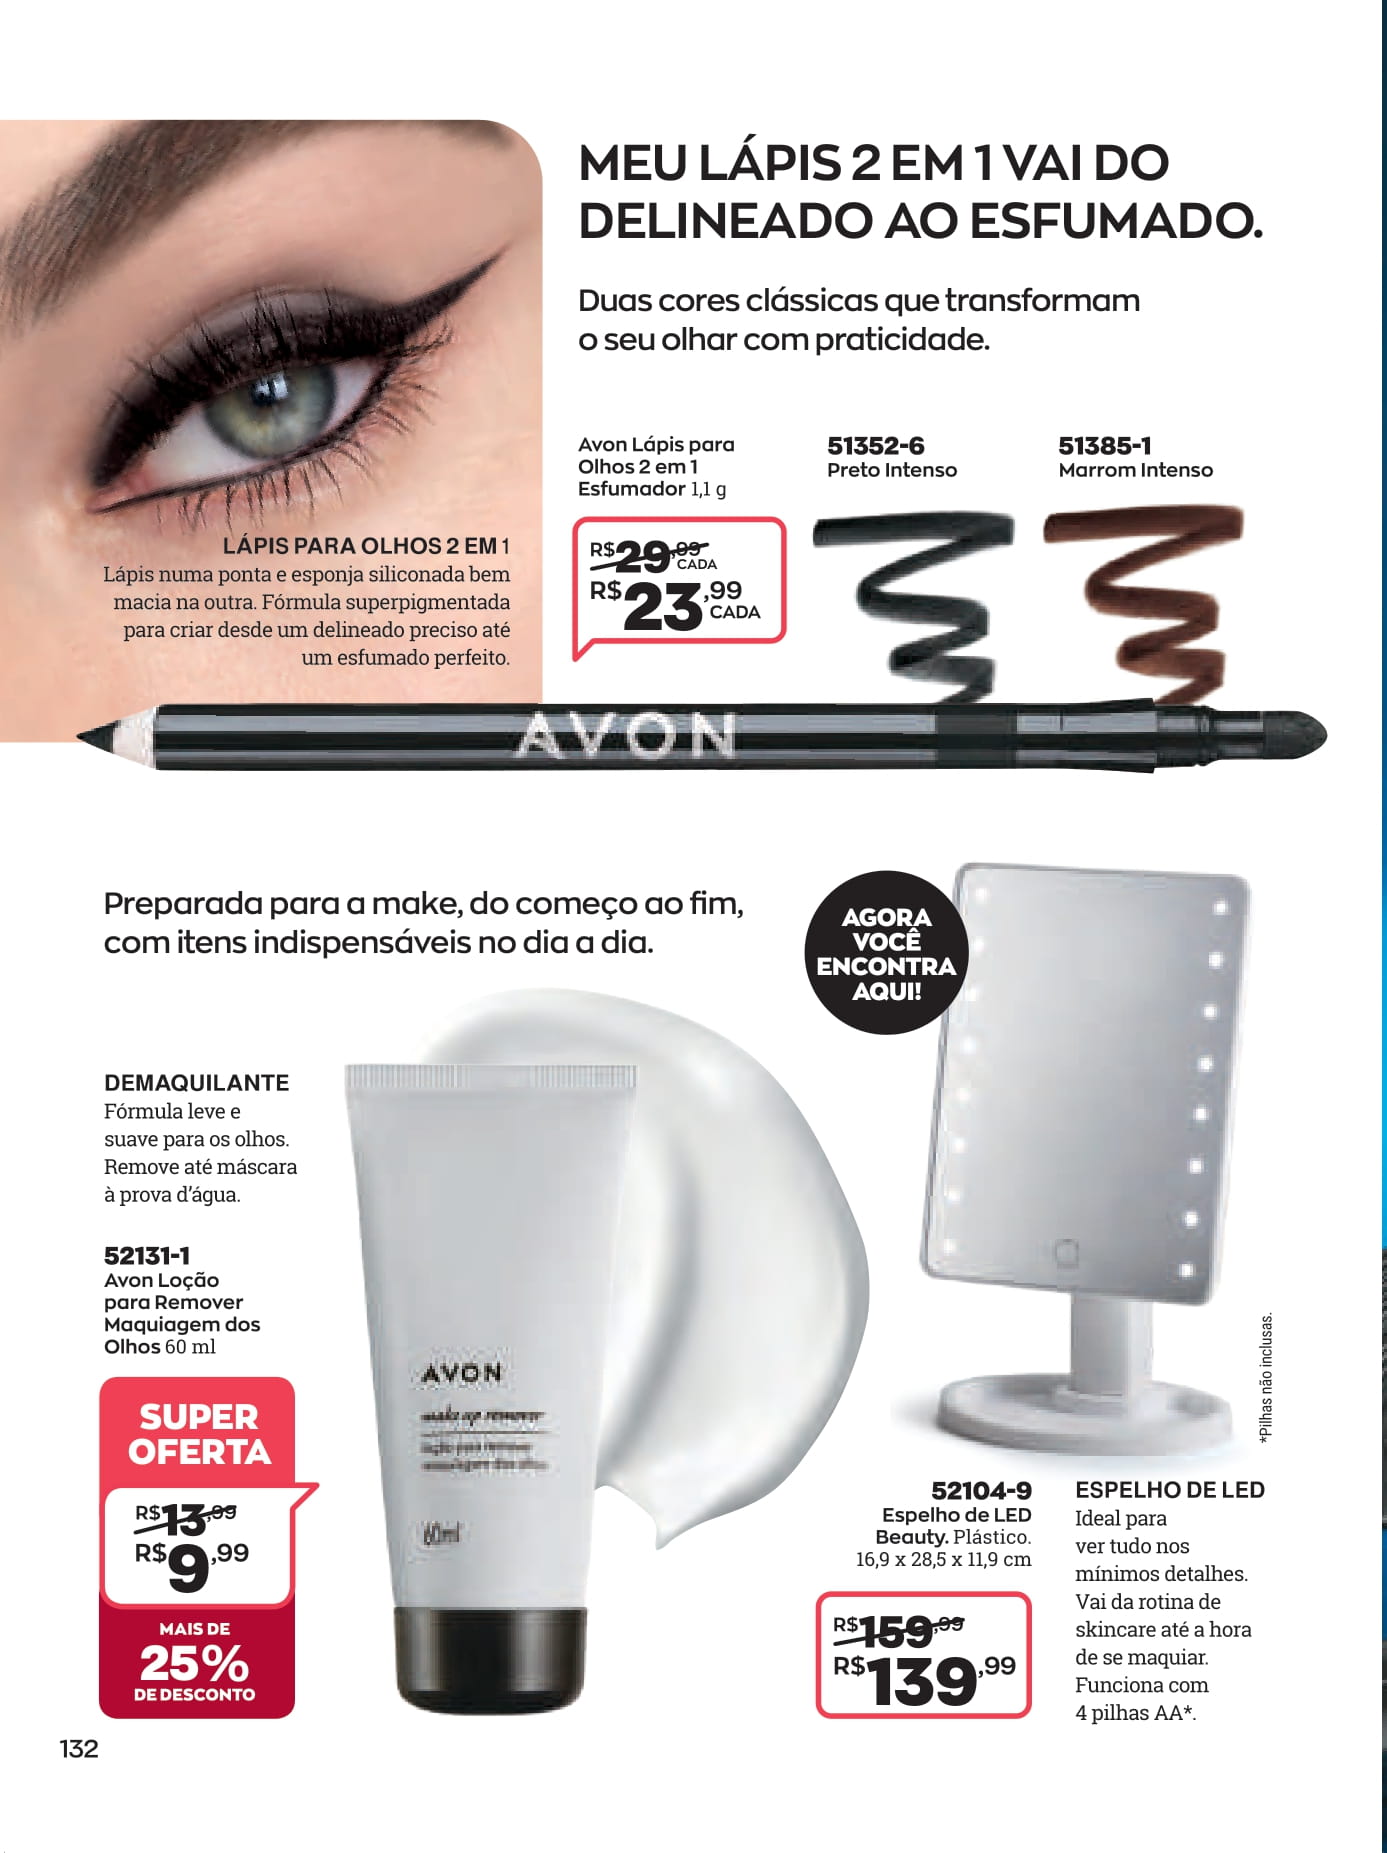 MEU LÁPIS 2 EM 1 VAI DO
DELINEADO AO ESFUMADO.
Duas cores clássicas que transformam
o seu olhar com praticidade.
Avon Lápis para
Olhos 2 em 1
Esfumador 1,1 g
R$29,99
CADA
R$23,99
CADA
51352-6
Preto Intenso
51385-1
Marrom Intenso
LÁPIS PARA OLHOS 2 EM 1
Lápis numa ponta e esponja siliconada bem
macia na outra. Fórmula superpigmentada
para criar desde um delineado preciso até
um esfumado perfeito.
AVON
Preparada para a make, do começo ao fim,
com itens indispensáveis no dia a dia.
AGORA
VOCÊ
ENCONTRA
AQUI!
DEMAQUILANTE
Fórmula leve e
suave para os olhos.
Remove até máscara
à prova d’água.
52131-1
Avon Loção
para Remover
Maquiagem dos
Olhos 60 ml
SUPER
OFERTA
R$13,99
R$9,99
MAIS DE
25%
DE DESCONTO
AVON
make up remover
loção para remover
maquiagem dos olhos
60ml
*Pilhas não inclusas.
52104-9
Espelho de LED
Beauty. Plástico.
16,9 x 28,5 x 11,9 cm
R$159,99
R$139,99
ESPELHO DE LED
Ideal para
ver tudo nos
mínimos detalhes.
Vai da rotina de
skincare até a hora
de se maquiar.
Funciona com
4 pilhas AA*.
132